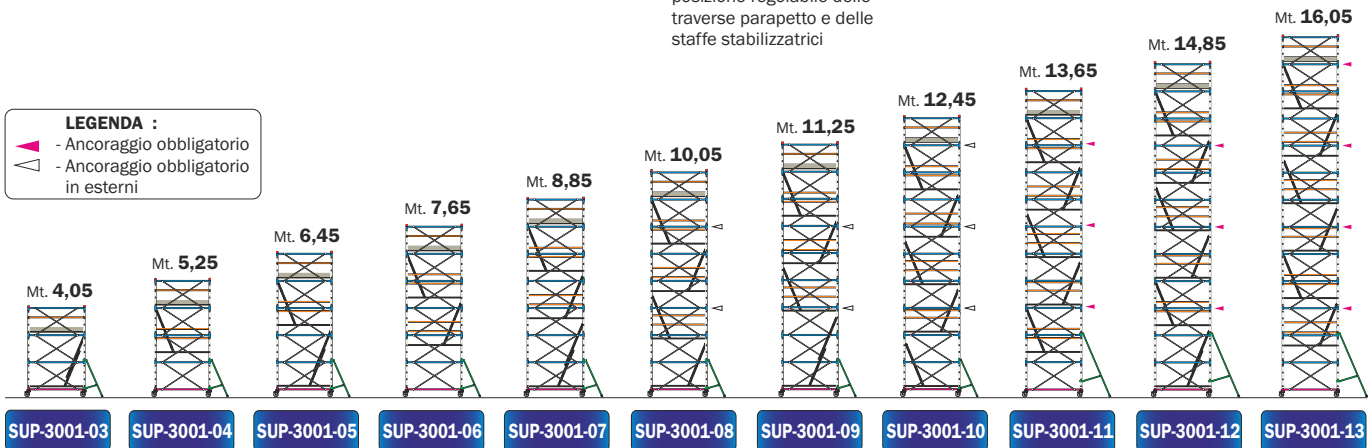 traverse parapetto e delle
staffe stabilizzatrici
LEGENDA :
- Ancoraggio obbligatorio
- Ancoraggio obbligatorio
in esterni
Mt. 4,05
Mt. 5,25
Mt. 6,45
Mt. 7,65
Mt. 8,85
Mt. 10,05
Mt. 11,25
Mt. 12,45
Mt. 13,65
Mt. 14,85
Mt. 16,05
SUP-3001-03
SUP-3001-04
SUP-3001-05
SUP-3001-06
SUP-3001-07
SUP-3001-08
SUP-3001-09
SUP-3001-10
SUP-3001-11
SUP-3001-12
SUP-3001-13